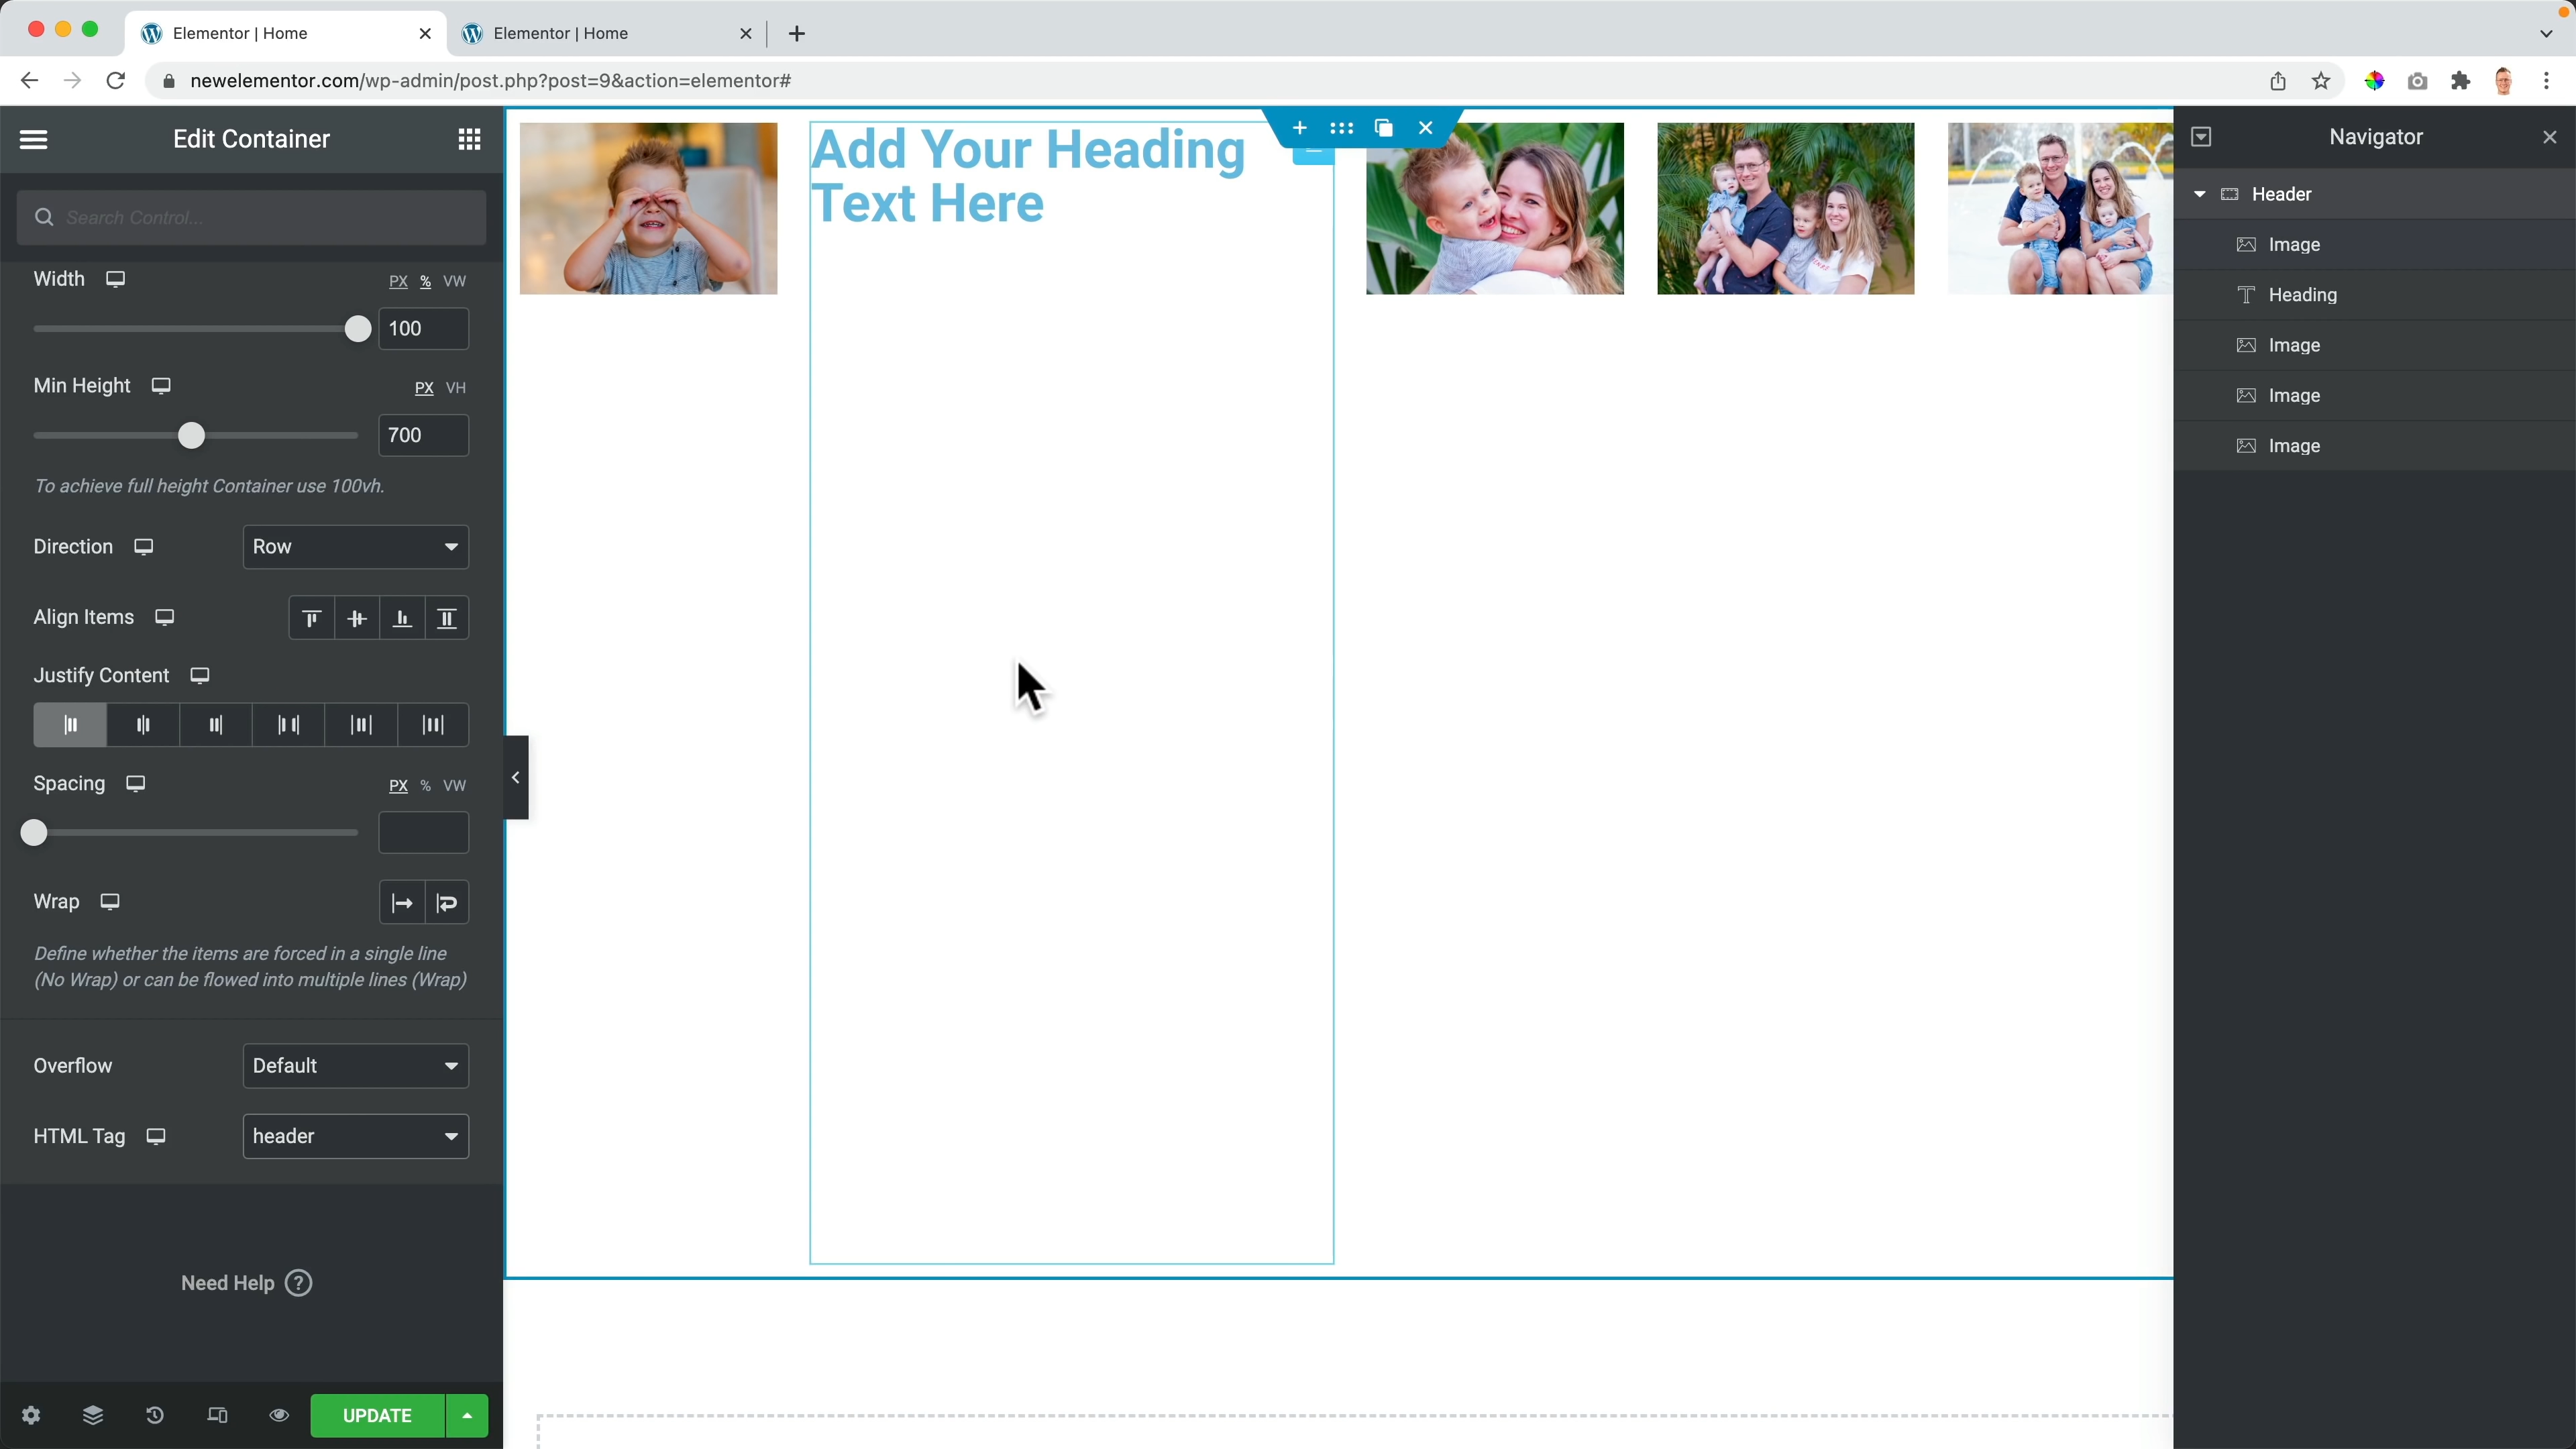 Elementor | Home
Elementor | Home
newelementor.com/wp-admin/post.php?post=9&action=elementor#
Edit Container
Search Control...
Width
PX % VW
100
Min Height
PX VH
700
To achieve full height Container use 100vh.
Direction
Row
Align Items
Justify Content
Spacing
PX % VW
Wrap
Define whether the items are forced in a single line
(No Wrap) or can be flowed into multiple lines (Wrap)
Overflow
Default
HTML Tag
header
Need Help ?
UPDATE
Add Your Heading
Text Here
Navigator
Header
Image
Heading
Image
Image
Image